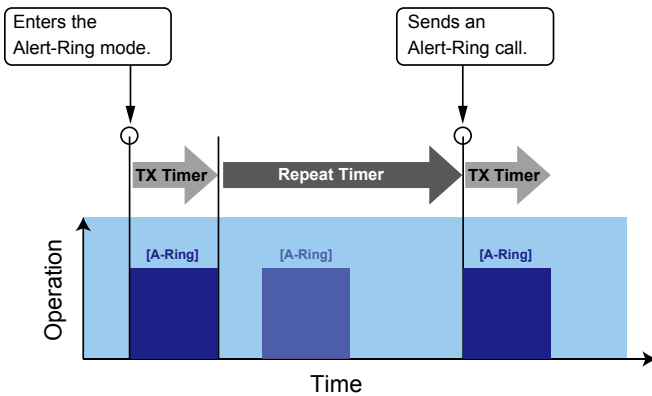 Enters the
Alert-Ring mode.
Sends an
Alert-Ring call.
TX Timer
Repeat Timer
TX Timer
[A-Ring]
[A-Ring]
[A-Ring]
Operation
Time